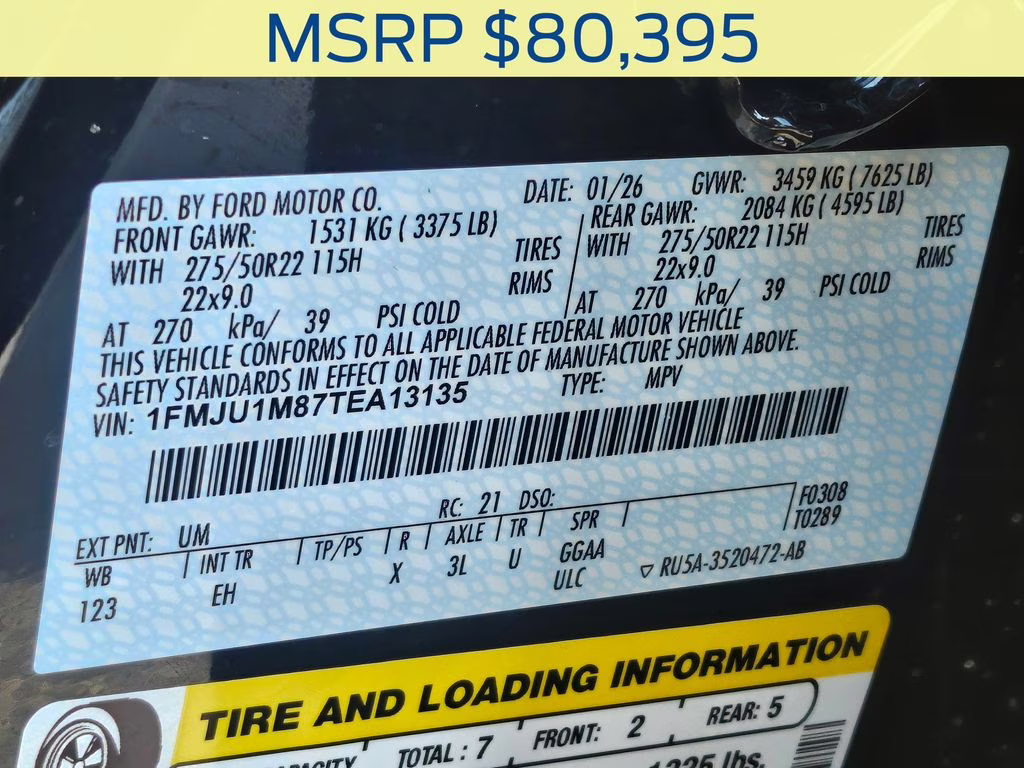 MSRP $80,395
MFD. BY FORD MOTOR CO. DATE: 01/26 GVWR: 3459 KG ( 7625 LB)
FRONT GAWR: 1531 KG ( 3375 LB) REAR GAWR: 2084 KG ( 4595 LB)
WITH 275/50R22 115H TIRES WITH 275/50R22 115H TIRES
22x9.0 RIMS 22x9.0 RIMS
AT 270 kPa/ 39 PSI COLD AT 270 kPa/ 39 PSI COLD
THIS VEHICLE CONFORMS TO ALL APPLICABLE FEDERAL MOTOR VEHICLE
SAFETY STANDARDS IN EFFECT ON THE DATE OF MANUFACTURE SHOWN ABOVE.
VIN: 1FMJU1M87TEA13135 TYPE: MPV
EXT PNT: UM RC: 21 DSO: F0308
WB INT TR TP/PS R AXLE TR SPR T0289
123 EH X 3L U GGAA
ULC ▽ RU5A-3520472-AB
TIRE AND LOADING INFORMATION
TOTAL : 7 FRONT: 2 REAR: 5
lbs.